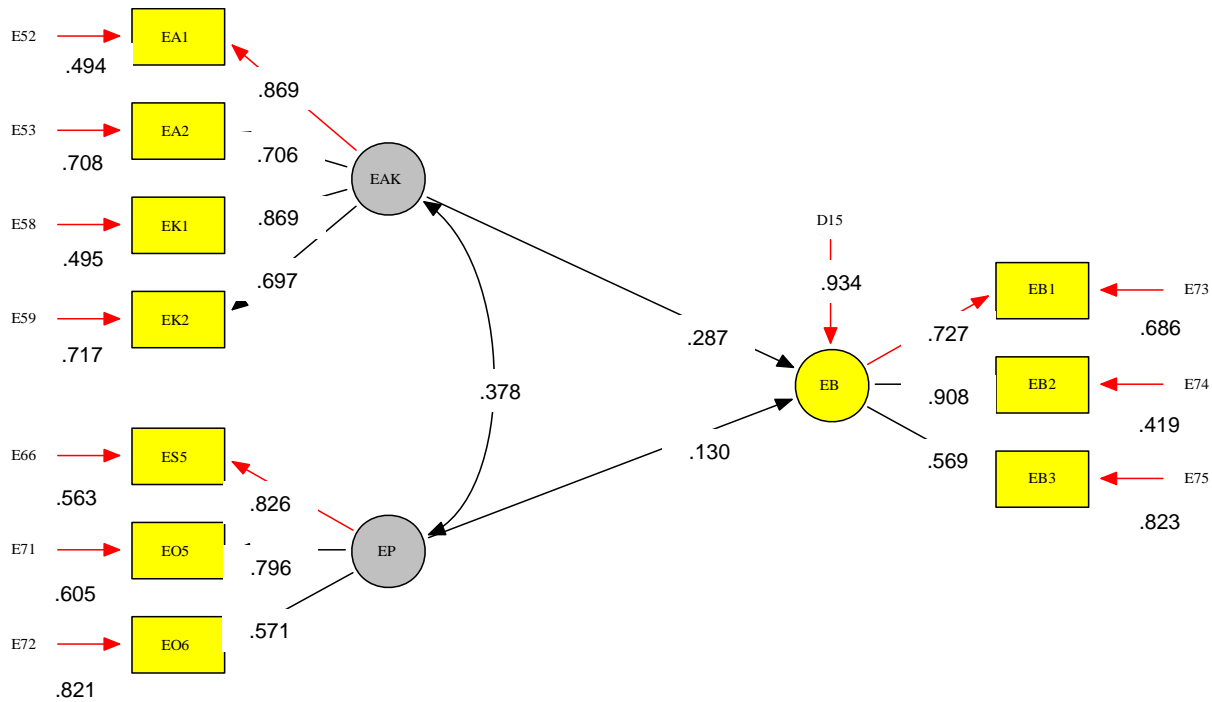 E52
EA1
.494
.869
E53
EA2
.708
.706
EAK
E58
EK1
.869
.495
E59
EK2
.697
.717
D15
.934
.287
EB
.378
.130
EB1
E73
.727
.686
EB2
E74
.908
.419
EB3
E75
.569
.823
E66
ES5
.563
.826
E71
EO5
.605
.796
EP
E72
EO6
.571
.821